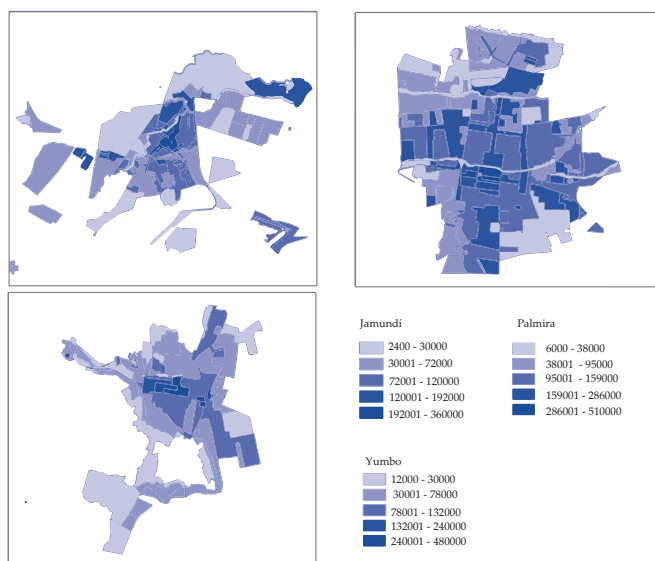 Jamundí
2400 - 30000
30001 - 72000
72001 - 120000
120001 - 192000
192001 - 360000
Palmira
6000 - 38000
38001 - 95000
95001 - 159000
159001 - 286000
286001 - 510000
Yumbo
12000 - 30000
30001 - 78000
78001 - 132000
132001 - 240000
240001 - 480000